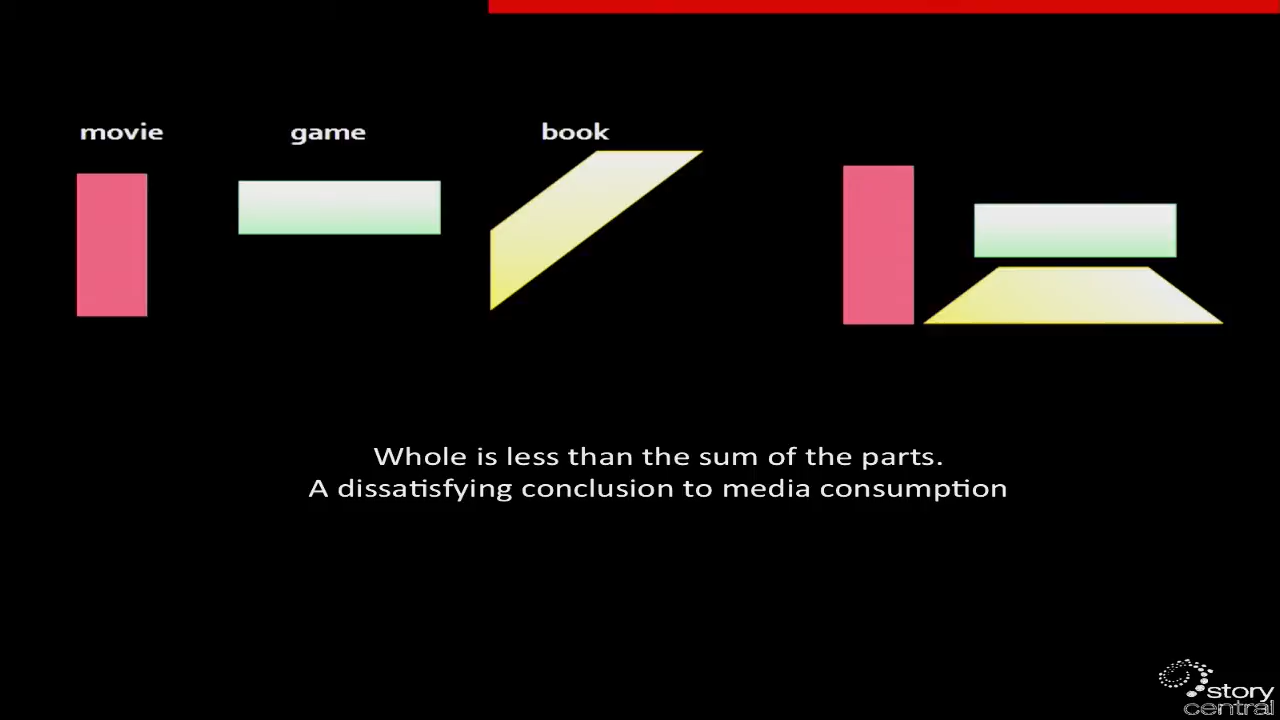 movie game book
Whole is less than the sum of the parts.
A dissatisfying conclusion to media consumption
story
central